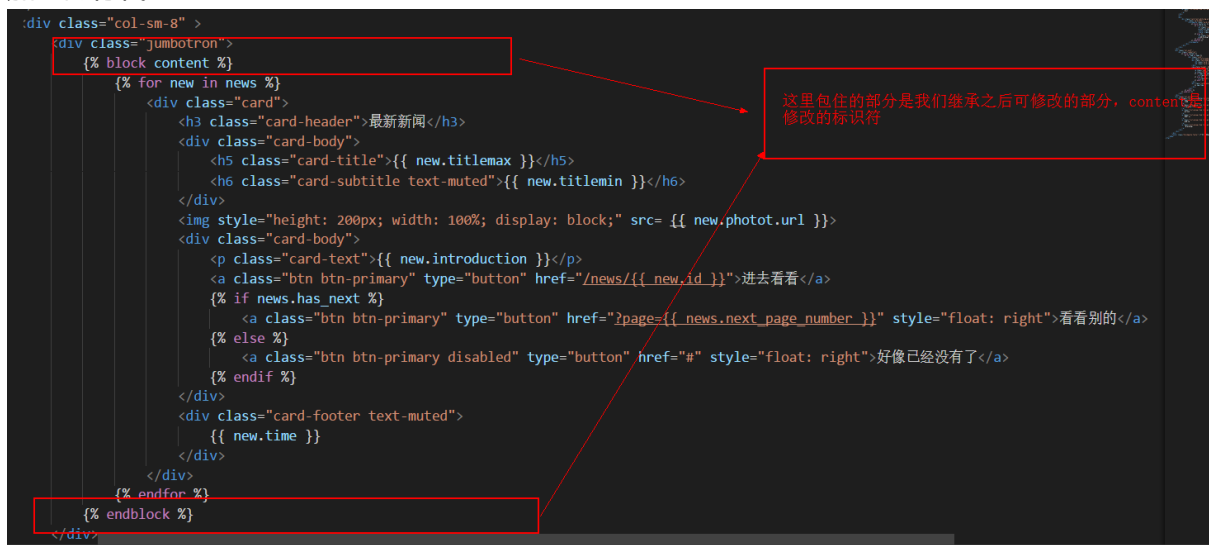 :div class="col-sm-8" >
<div class="jumbotron">
{% block content %}
{% for new in news %}
<div class="card">
<h3 class="card-header">最新新闻</h3>
<div class="card-body">
<h5 class="card-title">{{ new.titlemax }}</h5>
<h6 class="card-subtitle text-muted">{{ new.titlemin }}</h6>
</div>
<img style="height: 200px; width: 100%; display: block;" src= {{ new.photot.url }}>
<div class="card-body">
<p class="card-text">{{ new.introduction }}</p>
<a class="btn btn-primary" type="button" href="/news/{{ new.id }}">进去看看</a>
{% if news.has_next %}
<a class="btn btn-primary" type="button" href="?page={{ news.next_page_number }}" style="float: right">看看别的</a>
{% else %}
<a class="btn btn-primary disabled" type="button" href="#" style="float: right">好像已经没有了</a>
{% endif %}
</div>
<div class="card-footer text-muted">
{{ new.time }}
</div>
</div>
{% endfor %}
{% endblock %}
</div>
这里包住的部分是我们继承之后可修改的部分，content是
修改的标识符